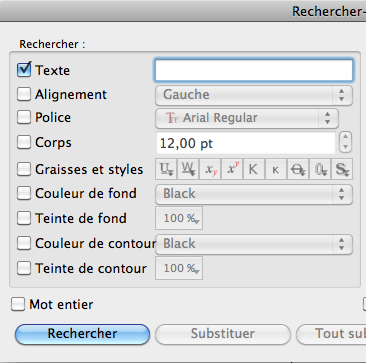 Rechercher-
Rechercher :
Texte
Alignement Gauche
Police Arial Regular
Corps 12,00 pt
Graisses et styles
Couleur de fond Black
Teinte de fond 100 %
Couleur de contour Black
Teinte de contour 100 %
Mot entier
Rechercher Substituer Tout sub